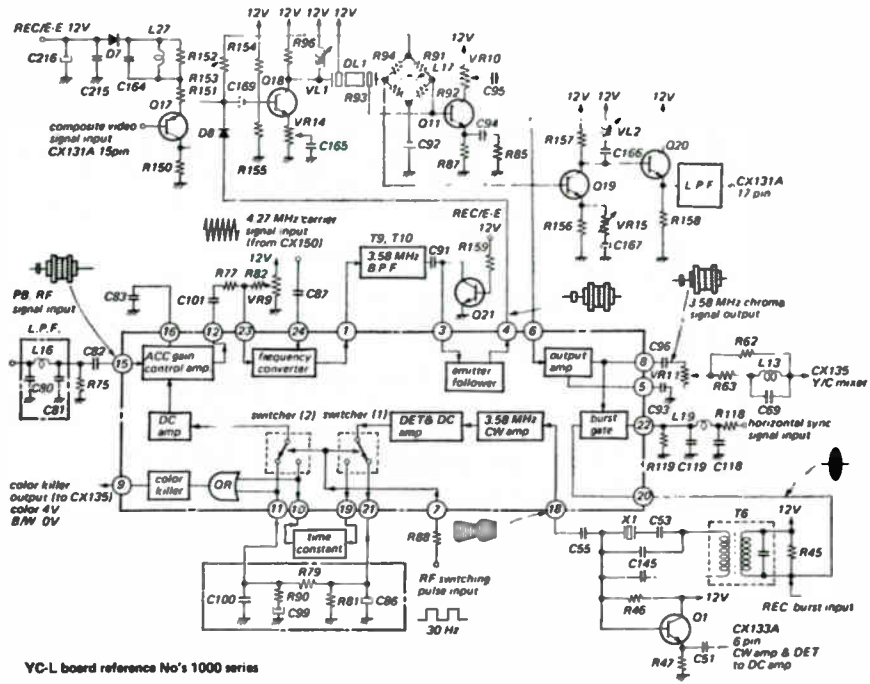 REC/E-E 12V
L27
C216
C215
D7
C164
R152
R153
R151
Q17
composite video
signal input
CX131A 15pin
R150
12V
12V
12V
12V
R154
R96
C169
Q18
VL1
DL1
R93
D8
VR14
C165
R155
R94
R91
L17
R92
Q11
C92
12V
VR10
C95
C94
R87
R85
12V
12V
12V
R157
VL2
C166
Q20
Q19
L P F
CX131A
17 pin
R156
VR15
C167
R158
4.27 MHz carrier
signal input
(from CX150)
12V
R77
R82
VR9
C87
C83
C101
T9, T10
3.58 MHz
B.P.F
C91
REC/E-E
12V
R159
Q21
PB. RF
signal input
L.P.F.
L16
C80
C81
R75
C82
15
16
12
23
24
1
3
4
6
ACC gain
control amp.
frequency
converter
emitter
follower
output
amp
burst
gate
8
5
22
20
C96
VR11
3.58 MHz chroma
signal output
R62
R63
L13
C69
CX135
Y/C mixer
C93
L19
R118
R119
C119
C118
horizontal sync
signal input
DC
amp
switcher (2)
switcher (1)
DET& DC
amp
3.58 MHz
CW amp
9
color
killer
OR
color killer
output (to CX135)
color 4V
B/W 0V
11
10
19
21
7
18
time
constant
R88
RF switching
pulse input
30 Hz
C100
R79
R90
C99
R81
C86
C55
X1
C53
C145
T6
12V
R45
REC burst input
R46
12V
Q1
R47
C51
CX133A
6 pin
CW amp & DET
to DC amp
YC-L board reference No's 1000 series